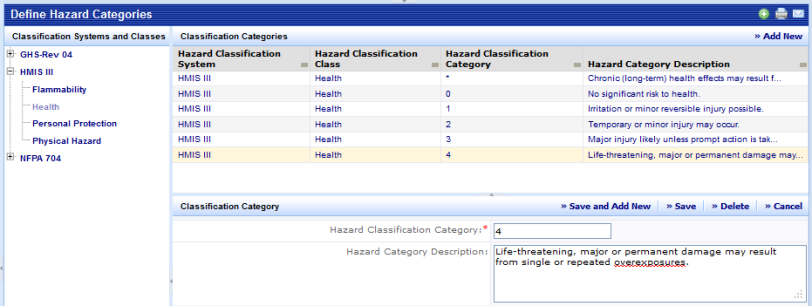 Define Hazard Categories
Classification Systems and Classes
GHS-Rev 04
HMIS III
Flammability
Health
Personal Protection
Physical Hazard
NFPA 704
Classification Categories » Add New
Hazard Classification System Hazard Classification Class Hazard Classification Category Hazard Category Description
HMIS III Health * Chronic (long-term) health effects may result f...
HMIS III Health 0 No significant risk to health.
HMIS III Health 1 Irritation or minor reversible injury possible.
HMIS III Health 2 Temporary or minor injury may occur.
HMIS III Health 3 Major injury likely unless prompt action is tak...
HMIS III Health 4 Life-threatening, major or permanent damage may...
Classification Category » Save and Add New » Save » Delete » Cancel
Hazard Classification Category:* 4
Hazard Category Description: Life-threatening, major or permanent damage may result
from single or repeated overexposures.